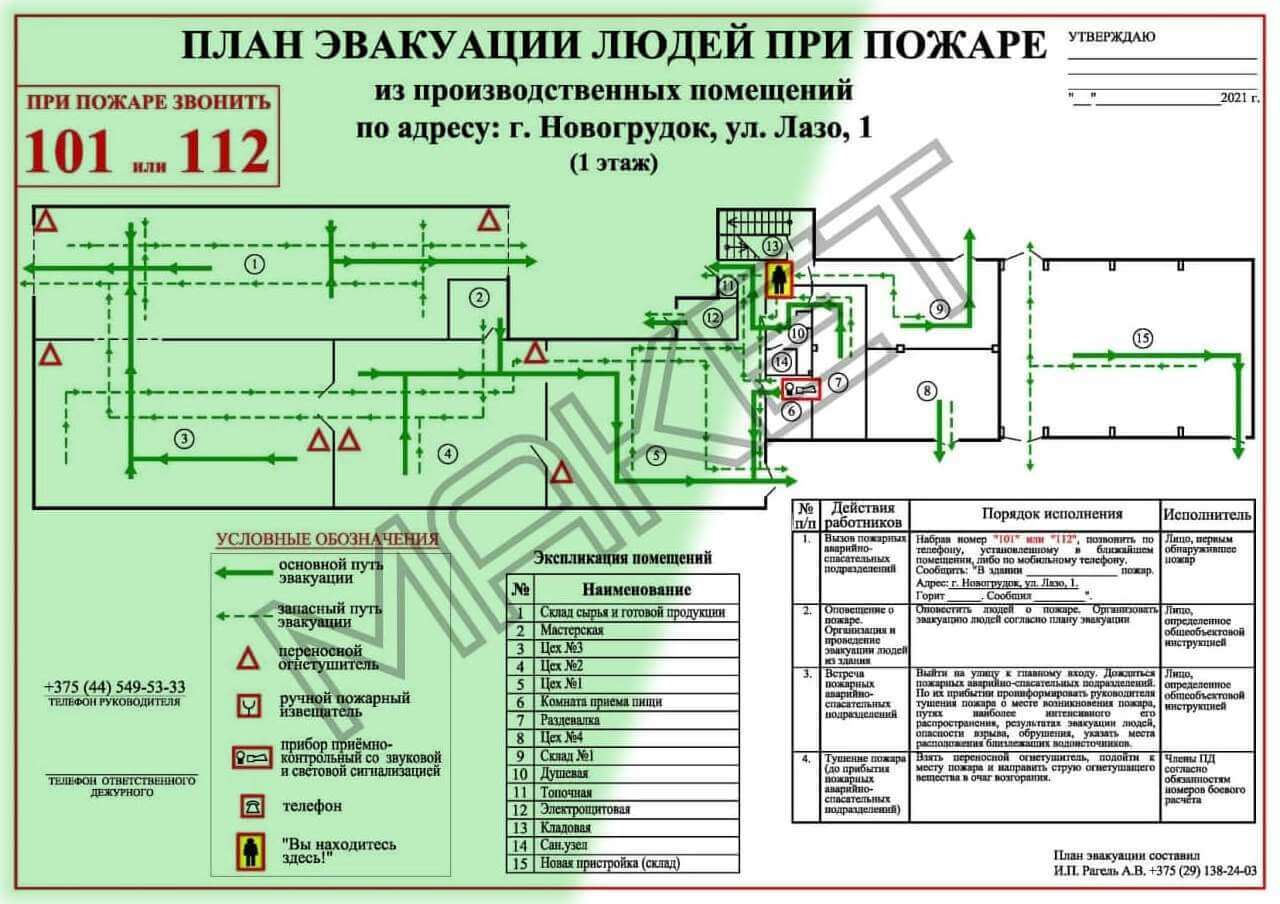 ПЛАН ЭВАКУАЦИИ ЛЮДЕЙ ПРИ ПОЖАРЕ
из производственных помещений
по адресу: г. Новогрудок, ул. Лазо, 1
(1 этаж)
УТВЕРЖДАЮ
"___"____________________2021 г.
ПРИ ПОЖАРЕ ЗВОНИТЬ
101 или 112
13
1
11
2
12
9
10
15
14
7
8
6
3
4
5
МАКЕТ
УСЛОВНЫЕ ОБОЗНАЧЕНИЯ
основной путь
эвакуации
запасный путь
эвакуации
переносной
огнетушитель
ручной пожарный
извещатель
прибор приёмно-
контрольный со звуковой
и световой сигнализацией
телефон
"Вы находитесь
здесь!"
+375 (44) 549-53-33
ТЕЛЕФОН РУКОВОДИТЕЛЯ
ТЕЛЕФОН ОТВЕТСТВЕННОГО
ДЕЖУРНОГО
Экспликация помещений
№ Наименование
1 Склад сырья и готовой продукции
2 Мастерская
3 Цех №3
4 Цех №2
5 Цех №1
6 Комната приема пищи
7 Раздевалка
8 Цех №4
9 Склад №1
10 Душевая
11 Топочная
12 Электрощитовая
13 Кладовая
14 Сан.узел
15 Новая пристройка (склад)
№ п/п Действия работников Порядок исполнения Исполнитель
1. Вызов пожарных
аварийно-
спасательных
подразделений
Набрав номер "101" или "112", позвонить по
телефону, установленному в ближайшем
помещении, либо по мобильному телефону.
Сообщить: "В здании _______________ пожар.
Адрес: г. Новогрудок, ул. Лазо, 1.
Горит ______. Сообщил _________".
Лицо, первым
обнаружившее
пожар
2. Оповещение о
пожаре.
Организация и
проведение
эвакуации людей
из здания
Оповестить людей о пожаре. Организовать
эвакуацию людей согласно плану эвакуации
Лицо,
определенное
общеобъектовой
инструкцией
3. Встреча
пожарных
аварийно-
спасательных
подразделений
Выйти на улицу к главному входу. Дождаться
пожарных аварийно-спасательных подразделений.
По их прибытии проинформировать руководителя
тушения пожара о месте возникновения пожара,
путях наиболее интенсивного его
распространения, результатах эвакуации людей,
опасности взрыва, обрушения, указать места
расположения близлежащих водоисточников.
Лицо,
определенное
общеобъектовой
инструкцией
4. Тушение пожара
(до прибытия
пожарных
аварийно-
спасательных
подразделений)
Взять переносной огнетушитель, подойти к
месту пожара и направить струю огнетушащего
вещества в очаг возгорания.
Члены ПД
согласно
обязанностям
номеров боевого
расчёта
План эвакуации составил
И.П. Рагель А.В. +375 (29) 138-24-03